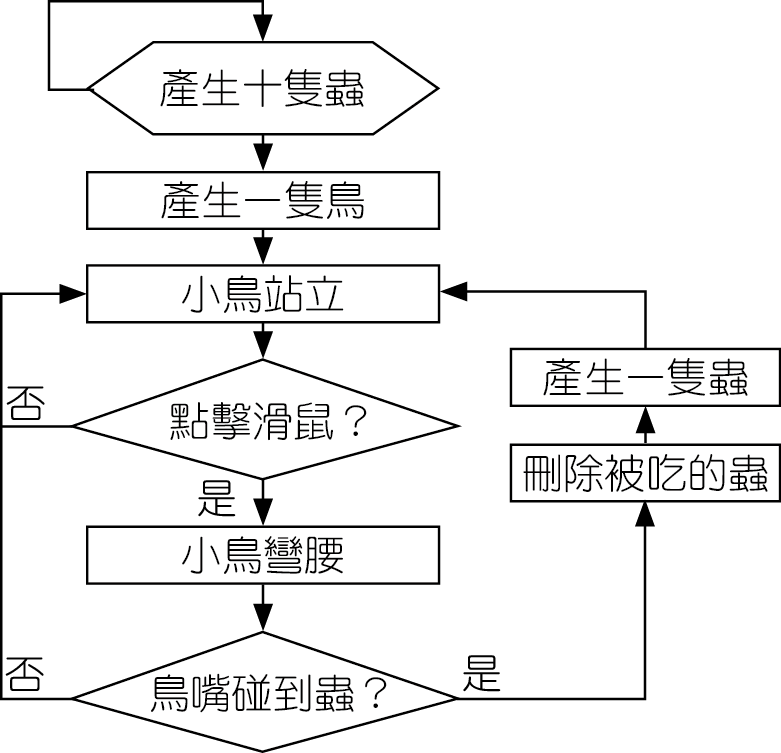 產生十隻蟲
產生一隻鳥
小鳥站立
否
點擊滑鼠？
是
小鳥彎腰
否
鳥嘴碰到蟲？
是
刪除被吃的蟲
產生一隻蟲